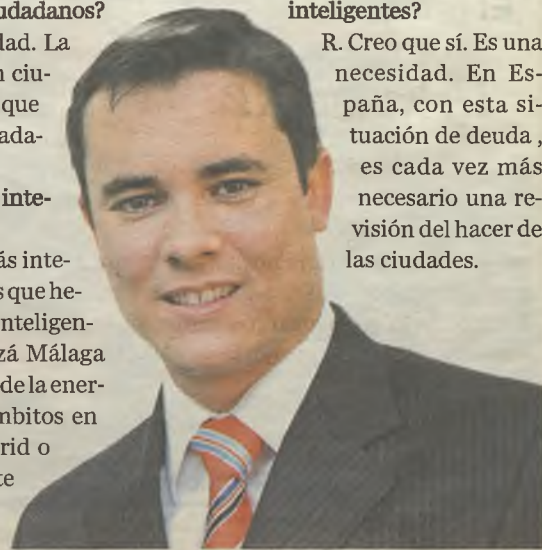 udadanos?
dad. La
n ciu-
que
ada-
inte-
ás inte-
s que he-
nteligen-
zá Málaga
de la ener-
mbitos en
rid o
te
inteligentes?
R. Creo que sí. Es una
necesidad. En Es-
paña, con esta si-
tuación de deuda ,
es cada vez más
necesario una re-
visión del hacer de
las ciudades.